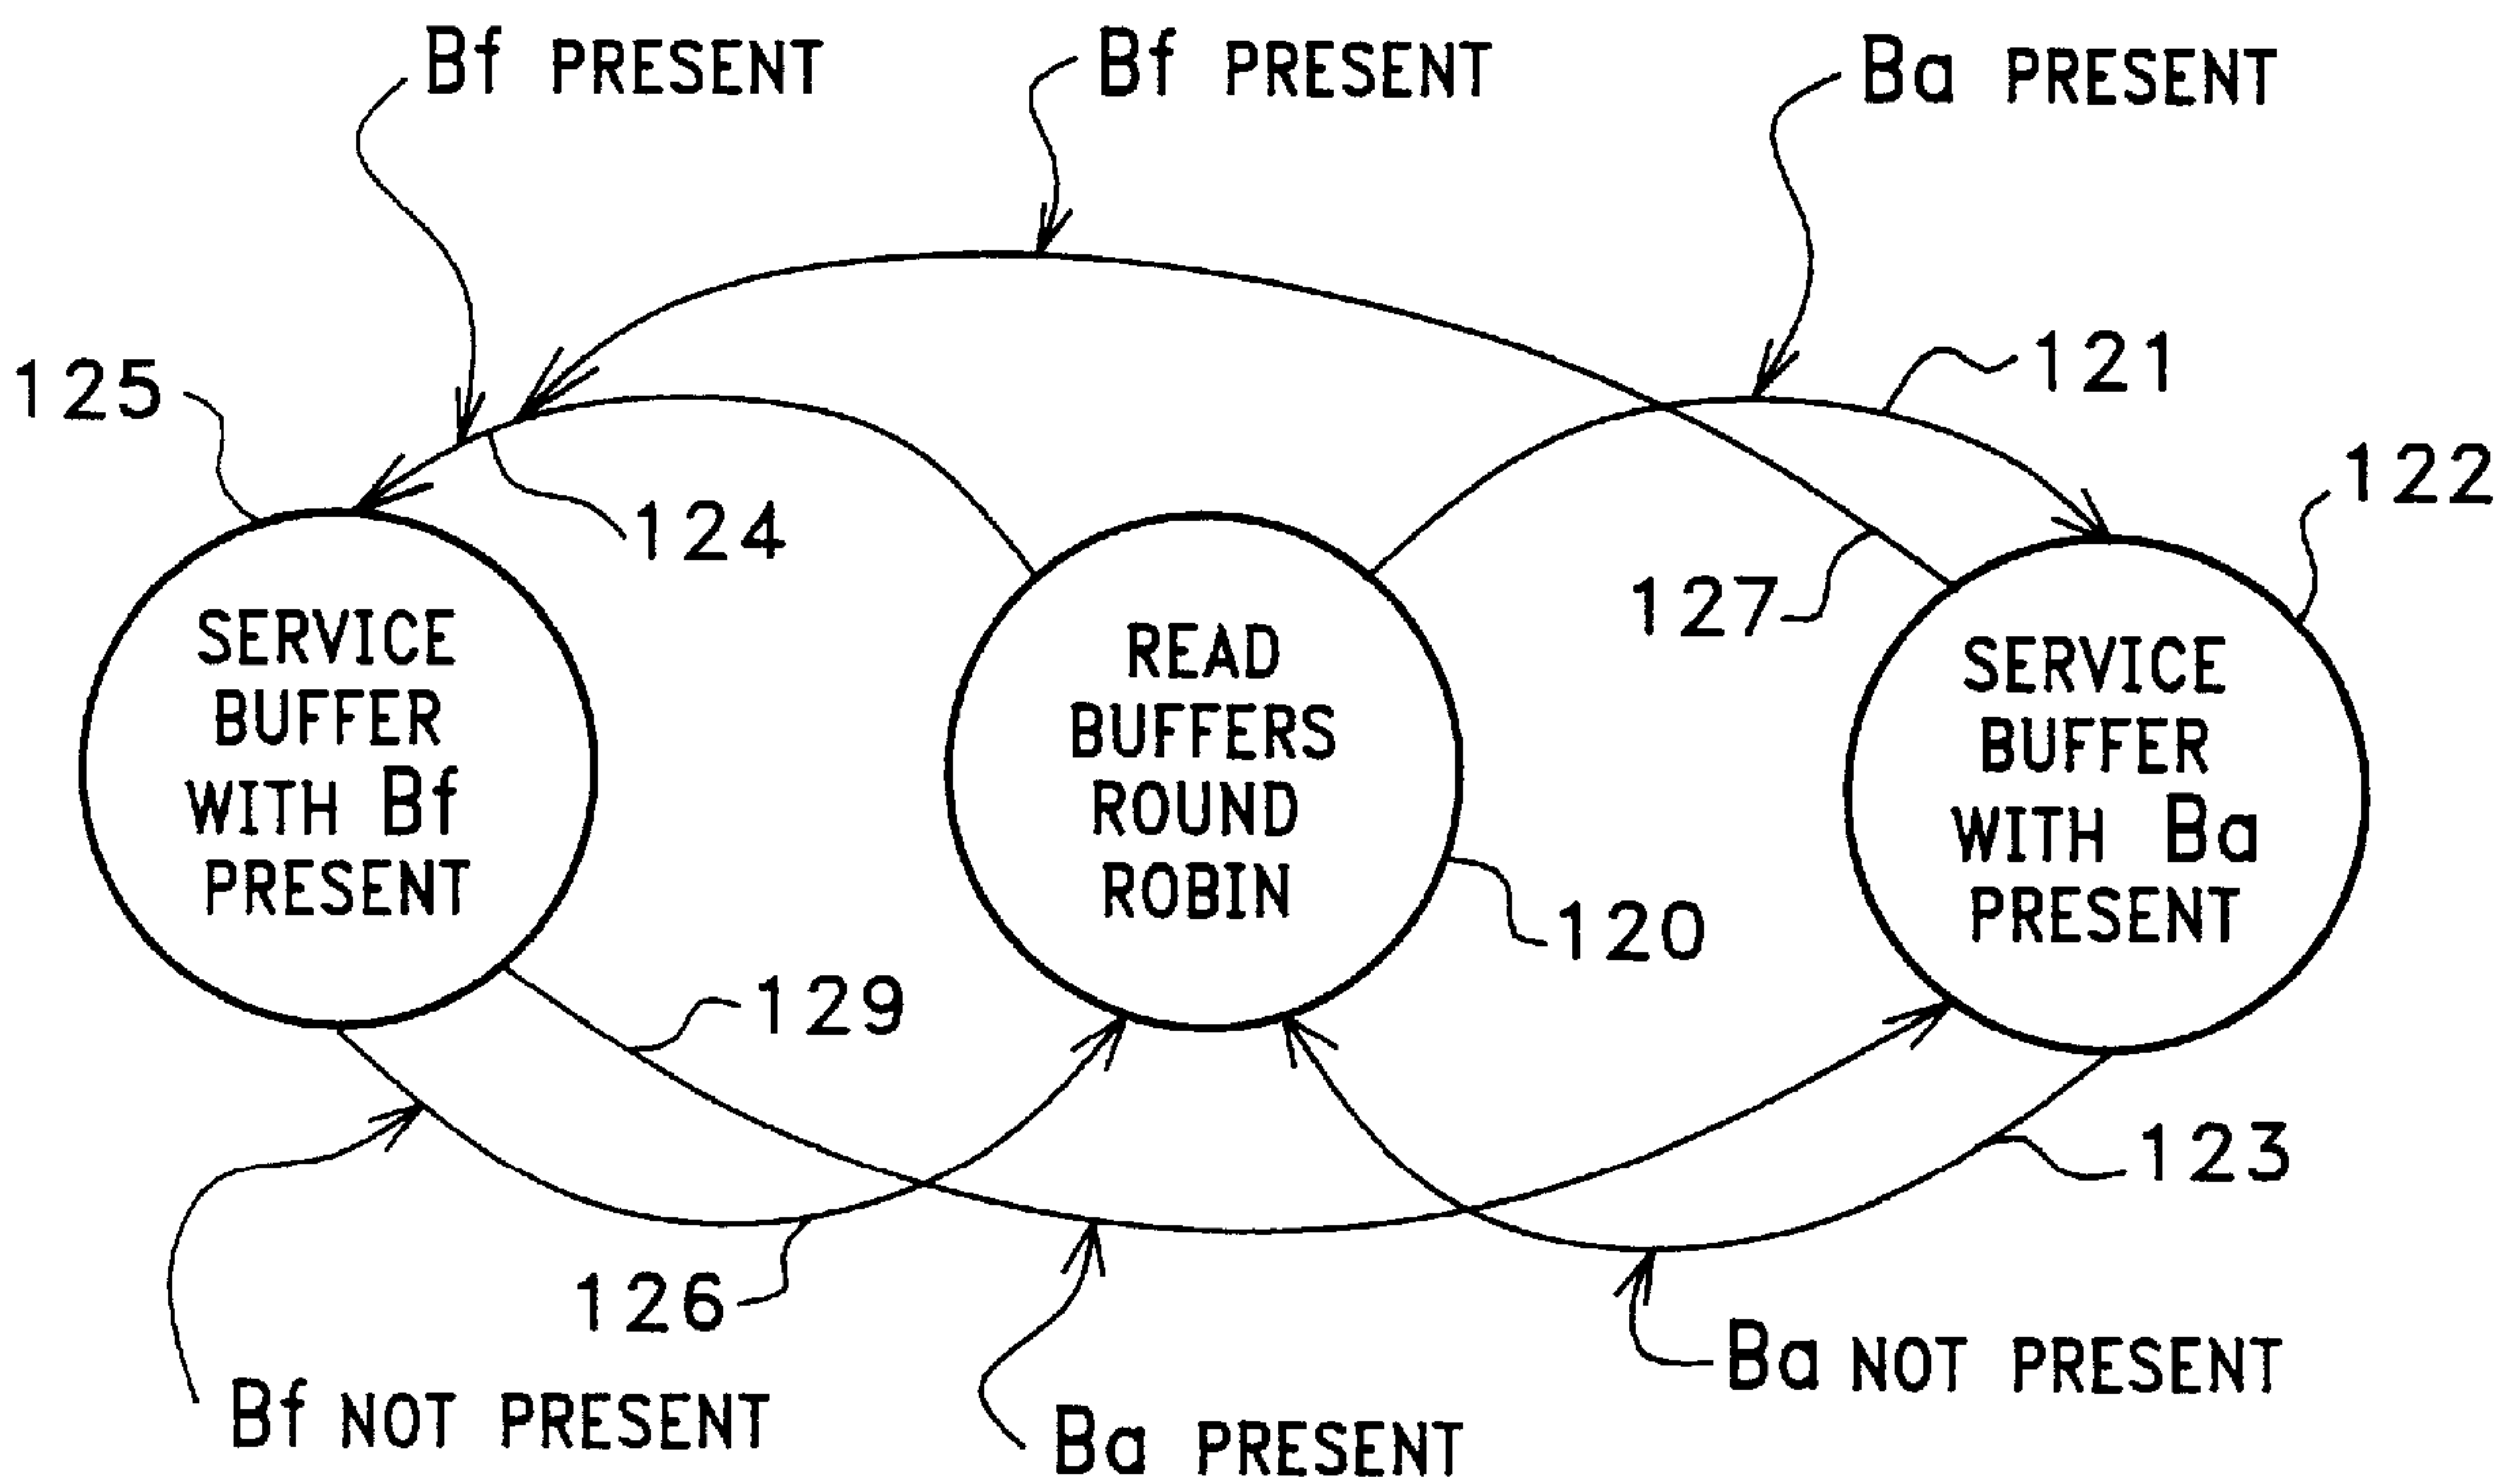 Bf PRESENT
Bf PRESENT
Ba PRESENT
121
125
122
124
127
SERVICE
BUFFER
WITH Bf
PRESENT
READ
BUFFERS
ROUND
ROBIN
SERVICE
BUFFER
WITH Ba
PRESENT
120
129
123
126
Ba NOT PRESENT
Bf NOT PRESENT
Ba PRESENT